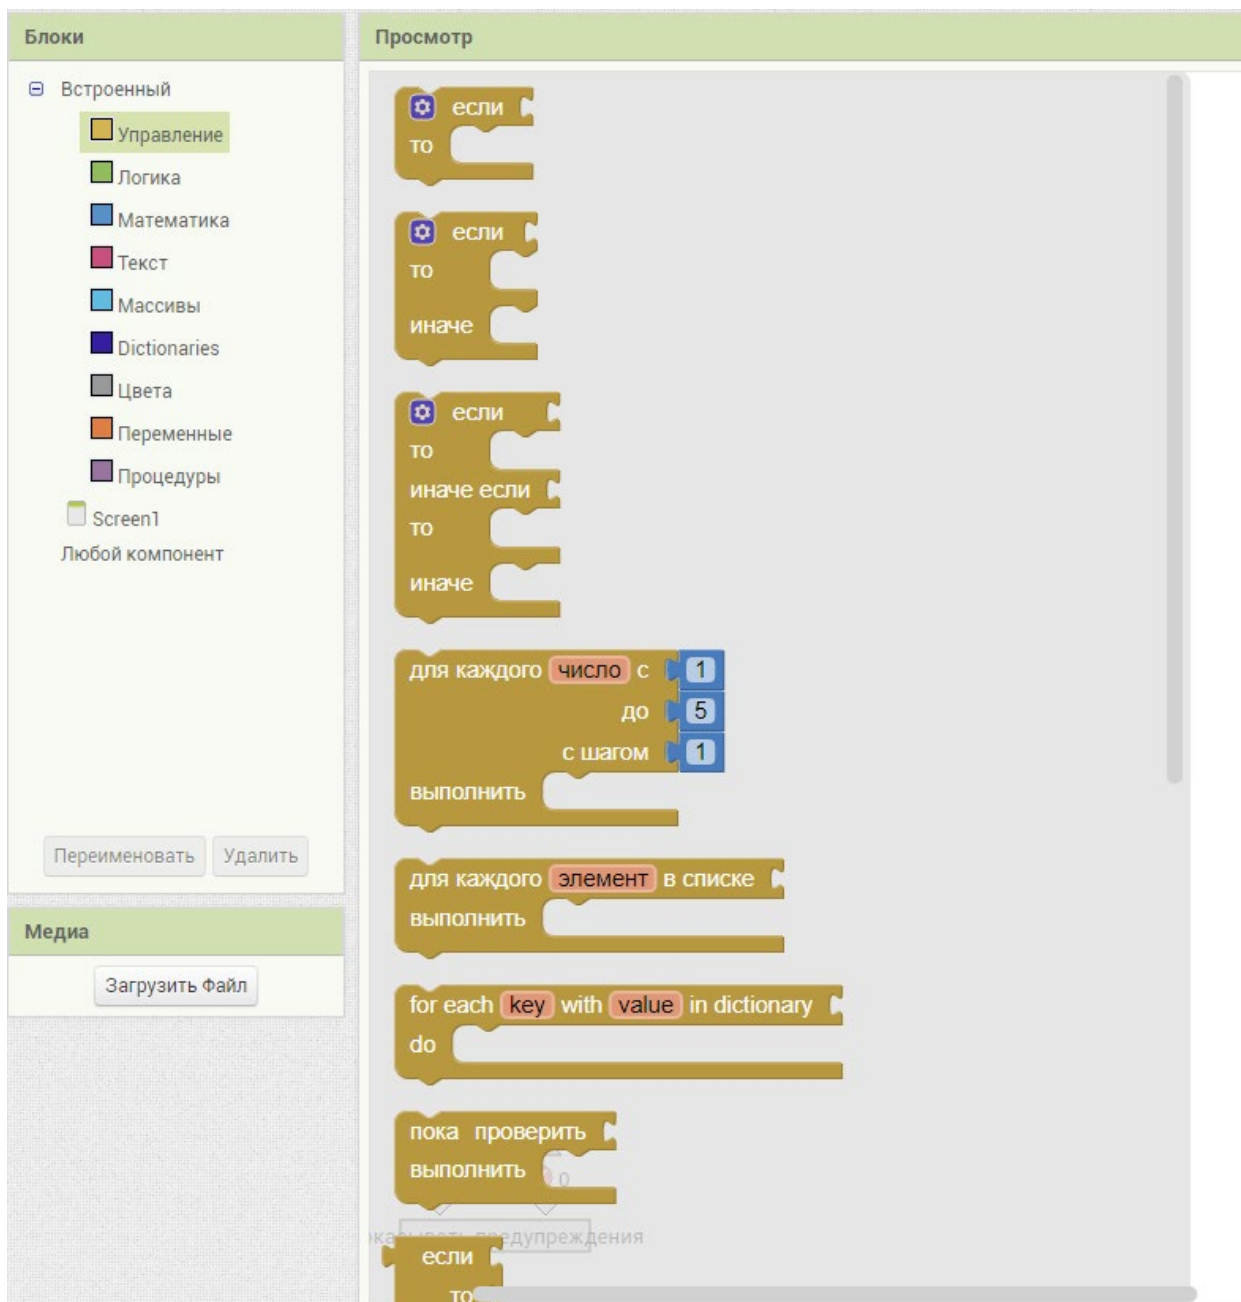 Блоки
Встроенный
Управление
Логика
Математика
Текст
Массивы
Dictionaries
Цвета
Переменные
Процедуры
Screen1
Любой компонент
Переименовать Удалить
Медиа
Загрузить Файл
Просмотр
если
то
если
то
иначе
если
то
иначе если
то
иначе
для каждого число с 1
до 5
с шагом 1
выполнить
для каждого элемент в списке
выполнить
for each key with value in dictionary
do
пока проверить
выполнить
0
если
то